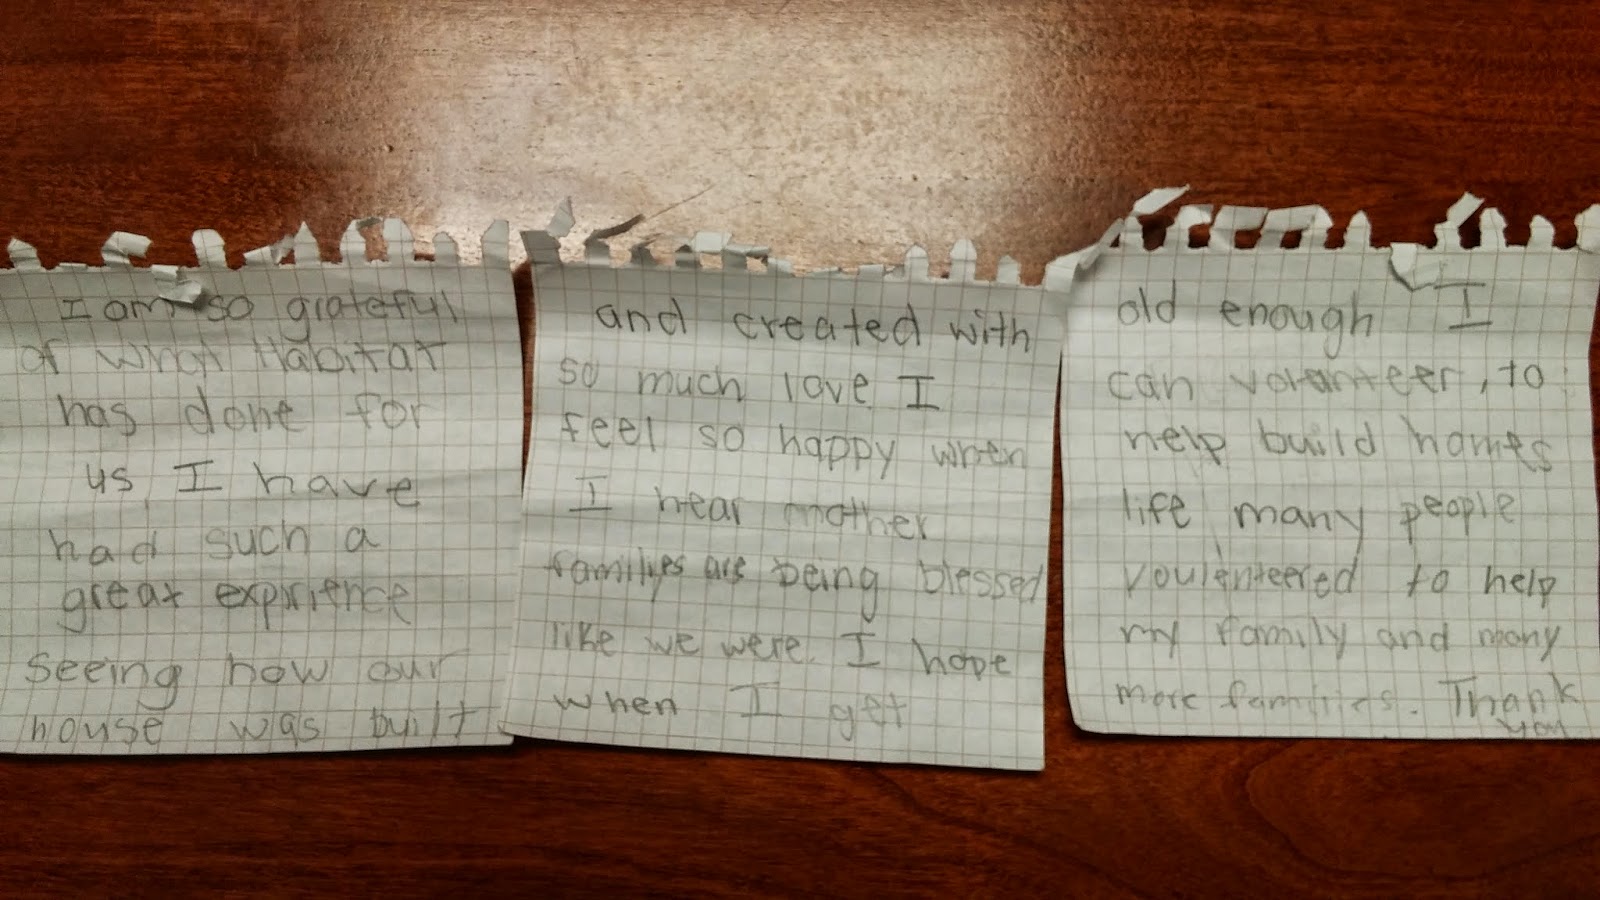 I am so grateful
of what Habitat
has done for
us, I have
had such a
great expirience
seeing how our
house was built
and created with
so much love. I
feel so happy when
I hear another
familyes are being blessed
like we were. I hope
when I get
old enough I
can volanteer, to
help build homes
life many people
voulenteered to help
my family and many
more families. Thank
you